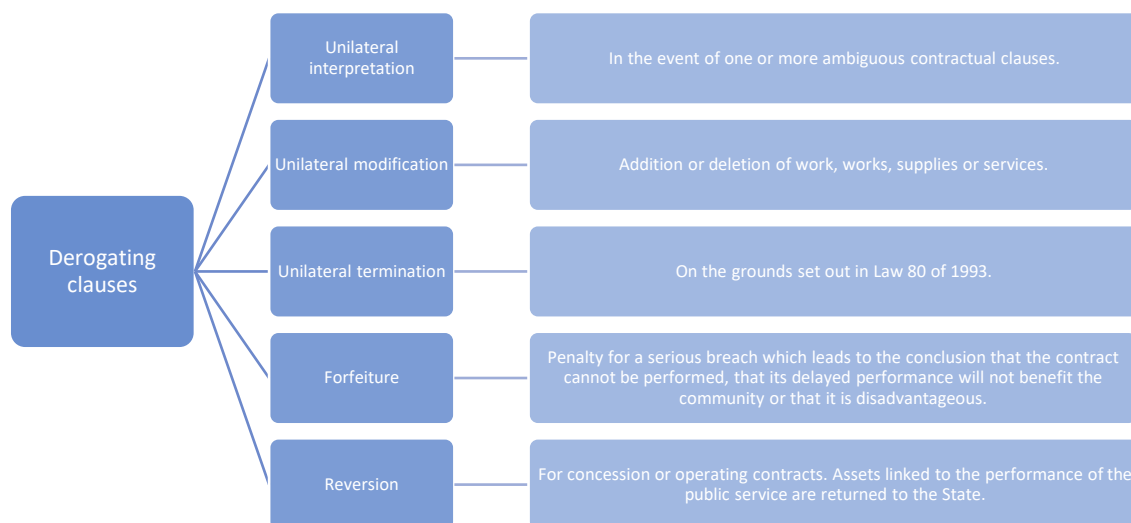 Derogating
clauses
Unilateral
interpretation
In the event of one or more ambiguous contractual clauses.
Unilateral modification
Addition or deletion of work, works, supplies or services.
Unilateral termination
On the grounds set out in Law 80 of 1993.
Forfeiture
Penalty for a serious breach which leads to the conclusion that the contract
cannot be performed, that its delayed performance will not benefit the
community or that it is disadvantageous.
Reversion
For concession or operating contracts. Assets linked to the performance of the
public service are returned to the State.